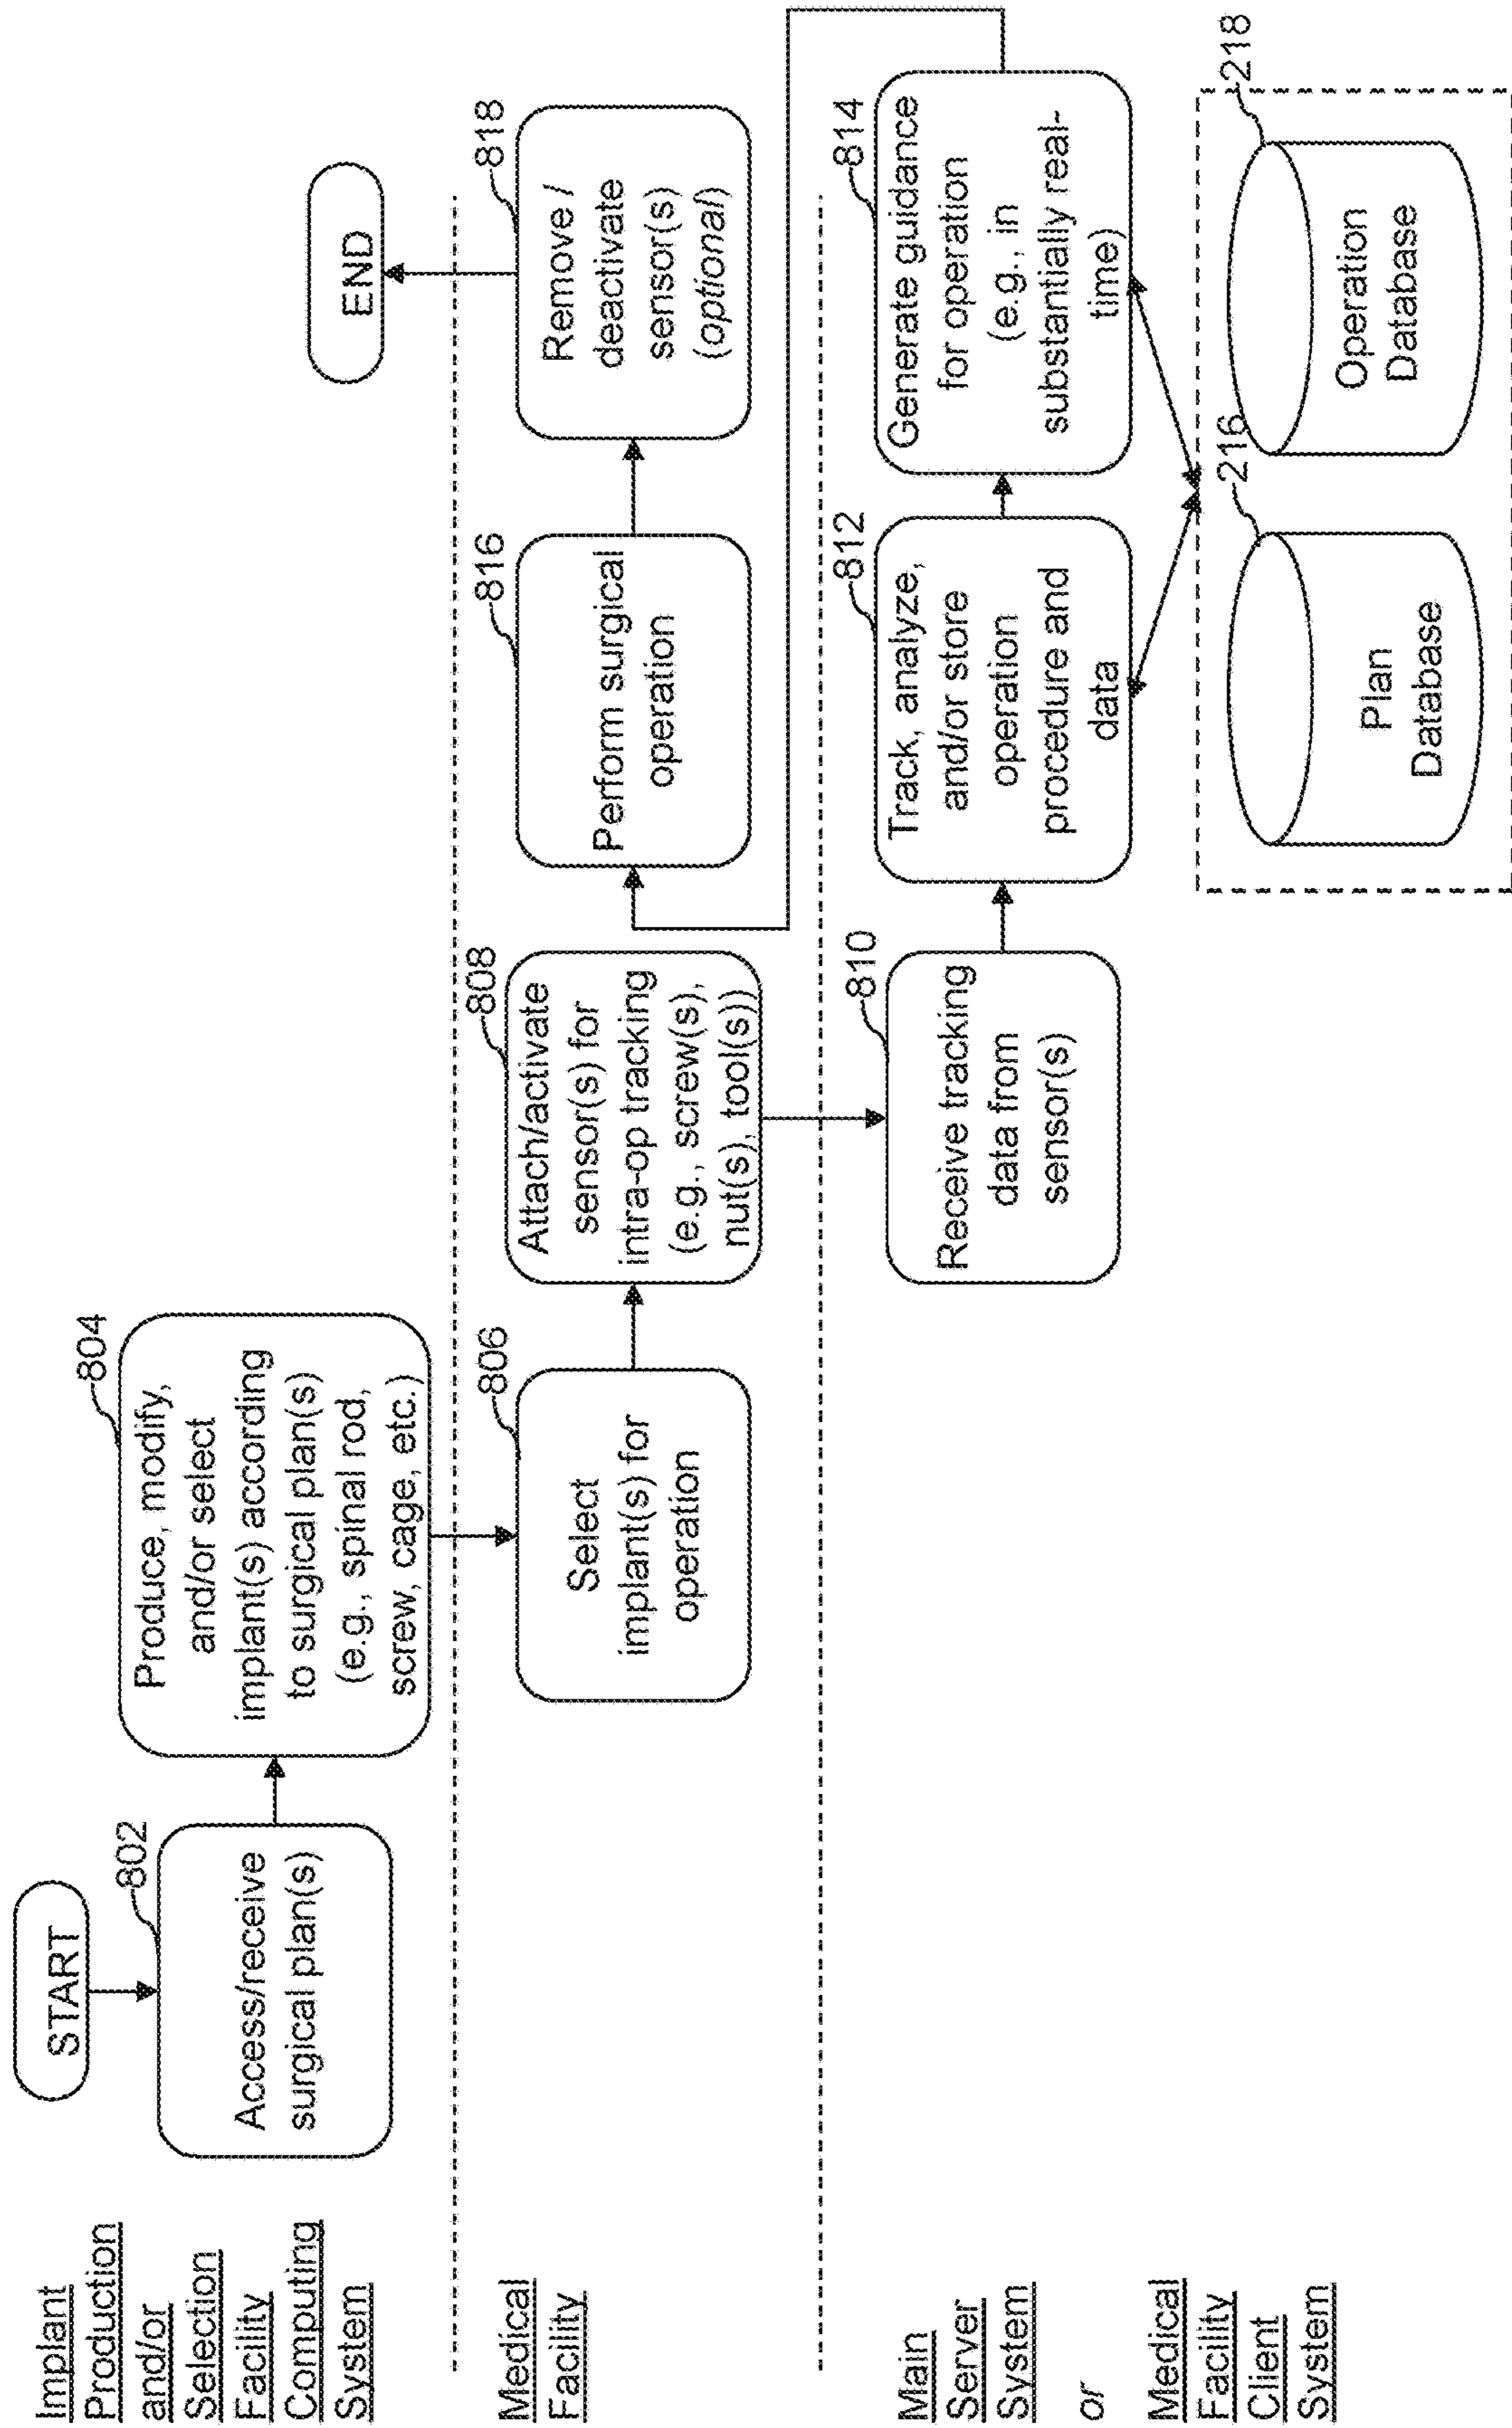 Implant
Production
and/or
Selection
Facility
Computing
System
START
802
Access/receive
surgical plan(s)
804
Produce, modify,
and/or select
implant(s) according
to surgical plan(s)
(e.g., spinal rod,
screw, cage, etc.)
END
Medical
Facility
806
Select
implant(s) for
operation
808
Attach/activate
sensor(s) for
intra-op tracking
(e.g., screw(s),
nut(s), tool(s))
816
Perform surgical
operation
818
Remove /
deactivate
sensor(s)
(optional)
Main
Server
System
or
Medical
Facility
Client
System
810
Receive tracking
data from
sensor(s)
812
Track, analyze,
and/or store
operation
procedure and
data
814
Generate guidance
for operation
(e.g., in
substantially real-
time)
216
Plan
Database
218
Operation
Database